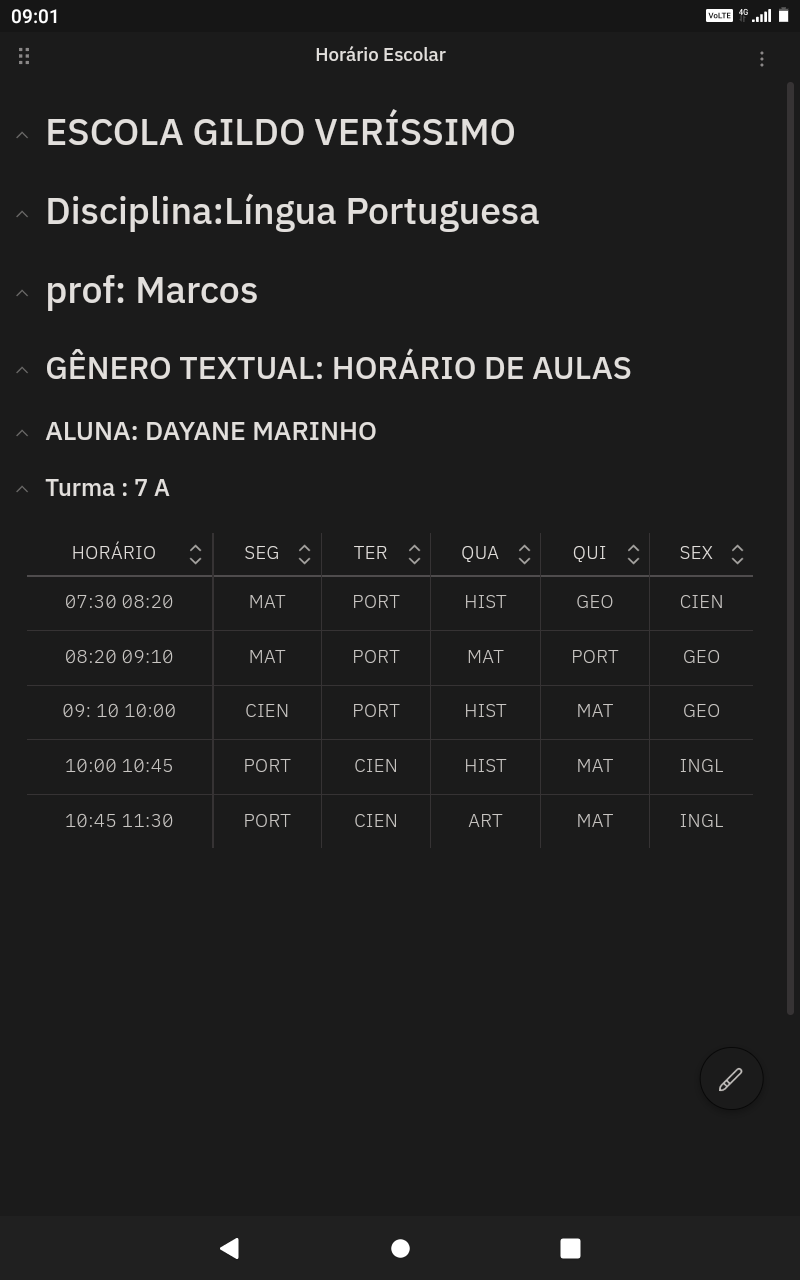 09:01 VoLTE 4G
Horário Escolar
ESCOLA GILDO VERÍSSIMO
Disciplina:Língua Portuguesa
prof: Marcos
GÊNERO TEXTUAL: HORÁRIO DE AULAS
ALUNA: DAYANE MARINHO
Turma : 7 A
HORÁRIO SEG TER QUA QUI SEX
07:30 08:20 MAT PORT HIST GEO CIEN
08:20 09:10 MAT PORT MAT PORT GEO
09: 10 10:00 CIEN PORT HIST MAT GEO
10:00 10:45 PORT CIEN HIST MAT INGL
10:45 11:30 PORT CIEN ART MAT INGL